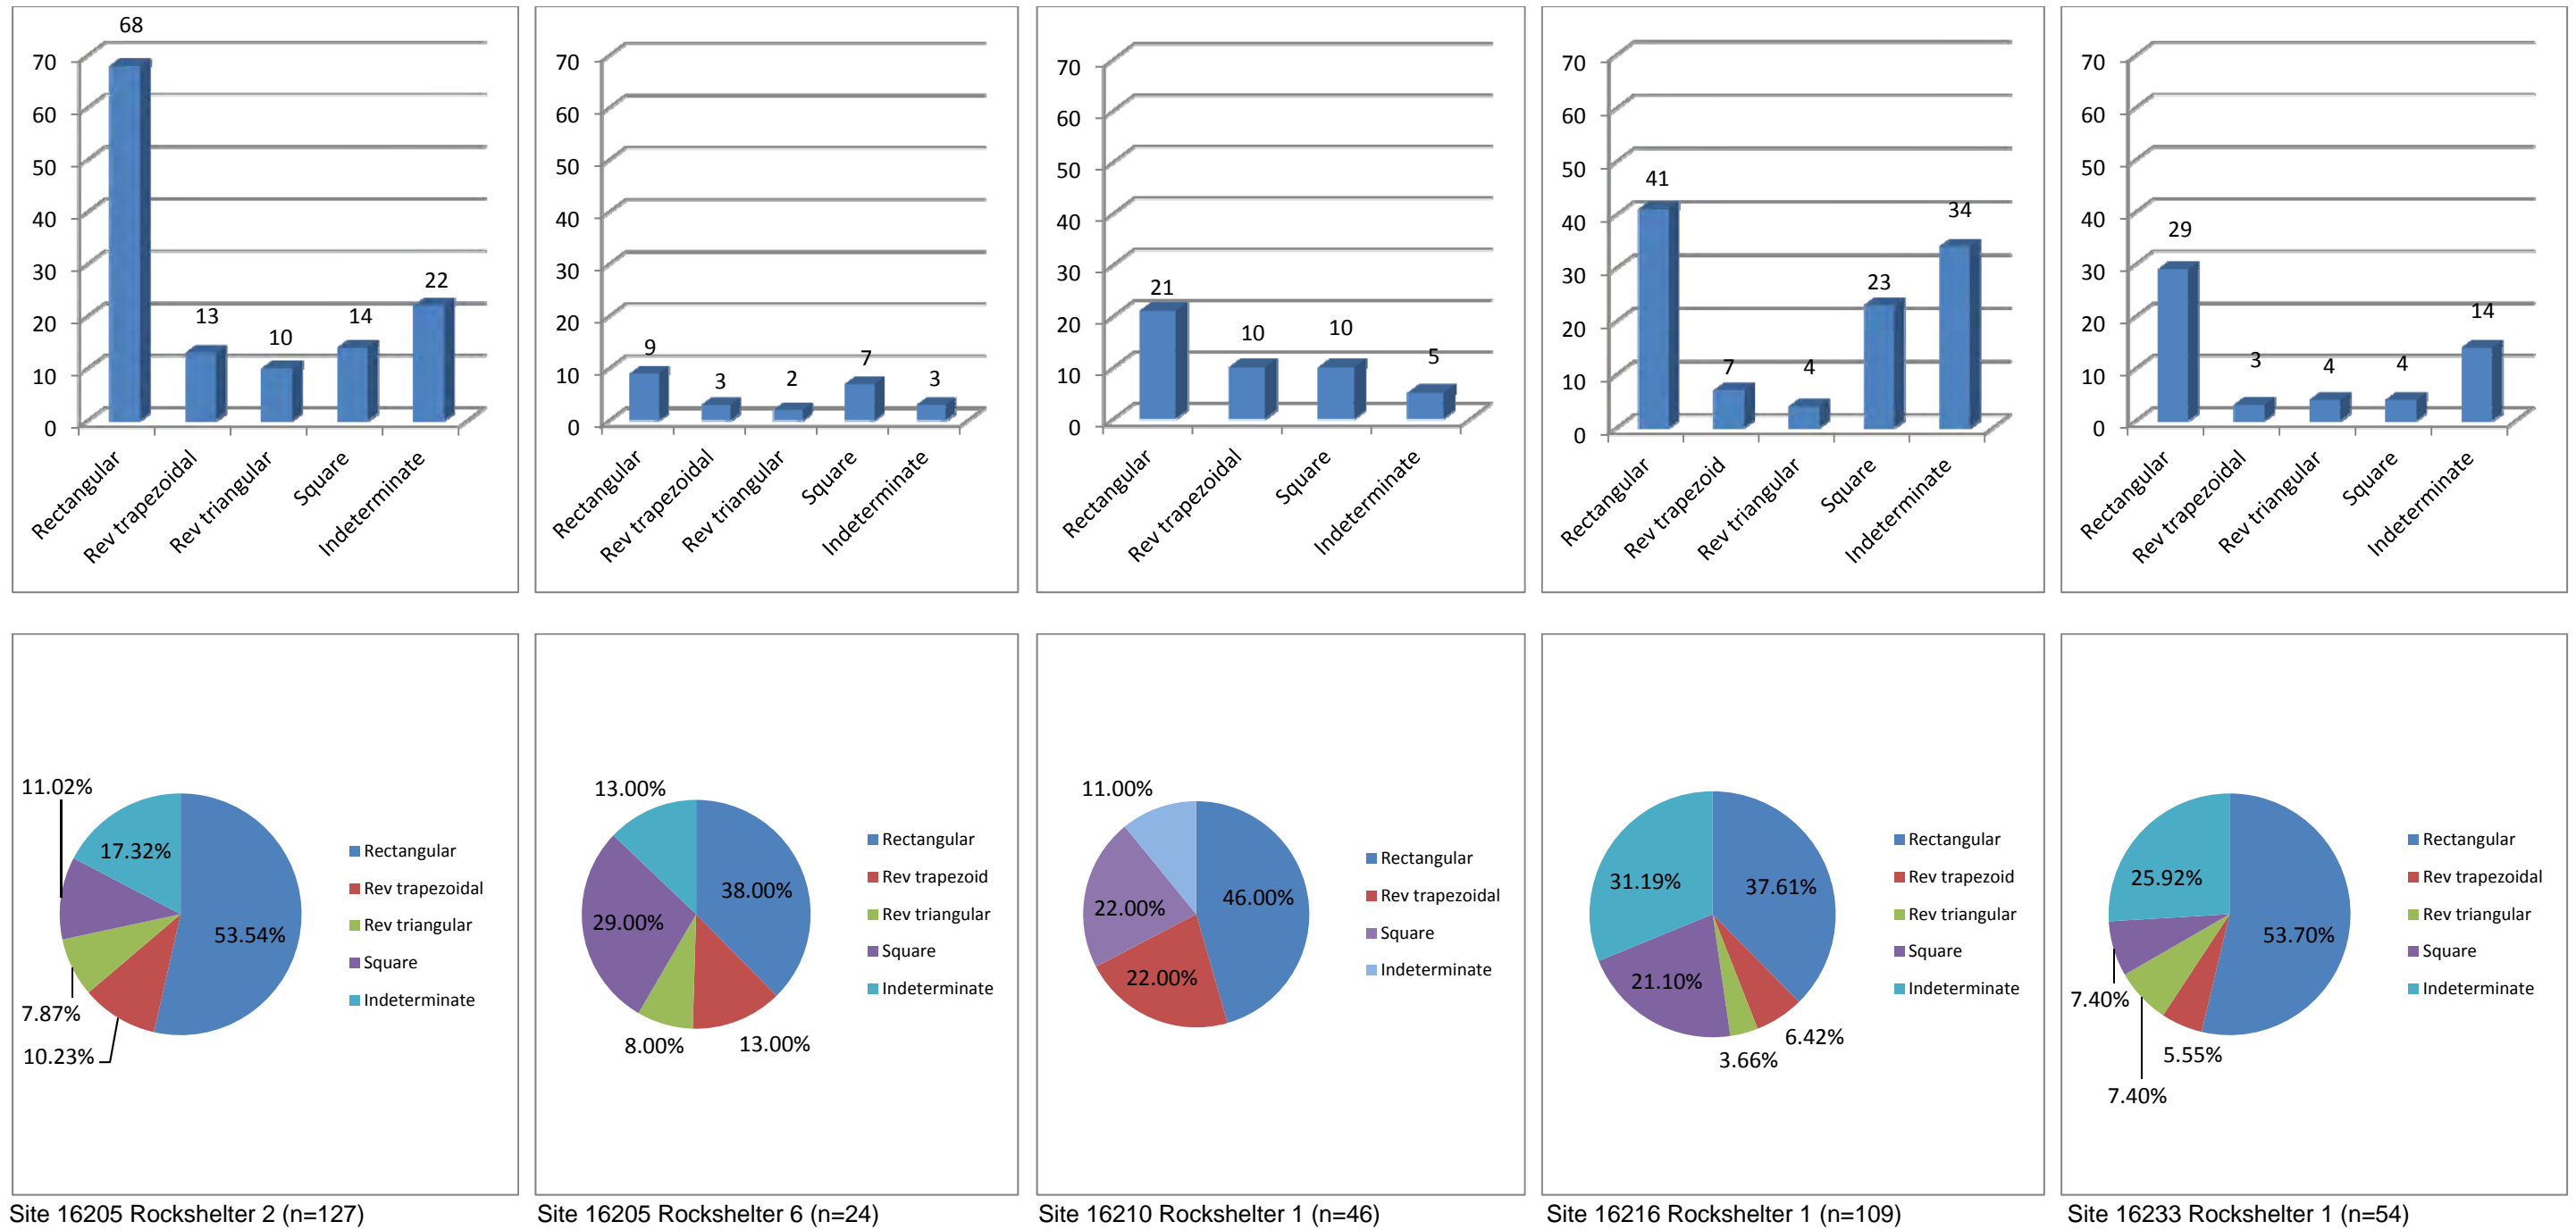 68
70
60
50
40
30
20
10
0
13
10
14
22
Rectangular
Rev trapezoidal
Rev triangular
Square
Indeterminate
70
60
50
40
30
20
10
0
9
3
2
7
3
Rectangular
Rev trapezoidal
Rev triangular
Square
Indeterminate
70
60
50
40
30
20
10
0
21
10
10
5
Rectangular
Rev trapezoidal
Square
Indeterminate
70
60
50
40
30
20
10
0
41
7
4
23
34
Rectangular
Rev trapezoid
Rev triangular
Square
Indeterminate
70
60
50
40
30
20
10
0
29
3
4
4
14
Rectangular
Rev trapezoidal
Rev triangular
Square
Indeterminate
11.02%
17.32%
53.54%
7.87%
10.23%
Rectangular
Rev trapezoidal
Rev triangular
Square
Indeterminate
13.00%
38.00%
29.00%
8.00%
13.00%
Rectangular
Rev trapezoid
Rev triangular
Square
Indeterminate
11.00%
46.00%
22.00%
22.00%
Rectangular
Rev trapezoidal
Square
Indeterminate
31.19%
37.61%
21.10%
6.42%
3.66%
Rectangular
Rev trapezoid
Rev triangular
Square
Indeterminate
25.92%
53.70%
7.40%
5.55%
7.40%
Rectangular
Rev trapezoidal
Rev triangular
Square
Indeterminate
Site 16205 Rockshelter 2 (n=127)
Site 16205 Rockshelter 6 (n=24)
Site 16210 Rockshelter 1 (n=46)
Site 16216 Rockshelter 1 (n=109)
Site 16233 Rockshelter 1 (n=54)